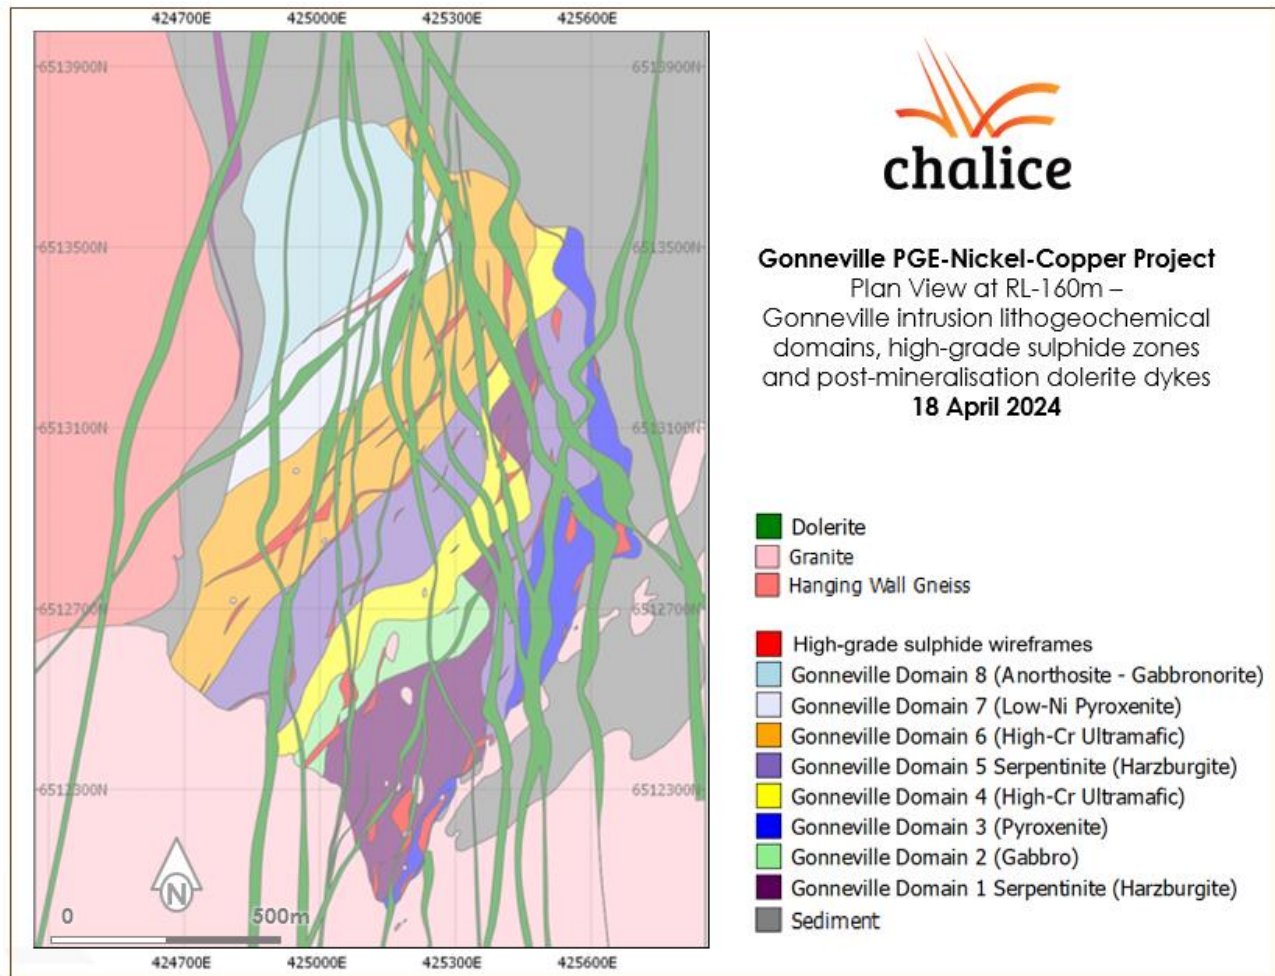 424700E 425000E 425300E 425600E
6513900N 6513900N
6513500N 6513500N
6513100N 6513100N
6512700N 6512700N
6512300N 6512300N
N
0 500m
424700E 425000E 425300E 425600E
chalice
Gonneville PGE-Nickel-Copper Project
Plan View at RL-160m –
Gonneville intrusion lithogeochemical
domains, high-grade sulphide zones
and post-mineralisation dolerite dykes
18 April 2024
Dolerite
Granite
Hanging Wall Gneiss
High-grade sulphide wireframes
Gonneville Domain 8 (Anorthosite - Gabbronorite)
Gonneville Domain 7 (Low-Ni Pyroxenite)
Gonneville Domain 6 (High-Cr Ultramafic)
Gonneville Domain 5 Serpentinite (Harzburgite)
Gonneville Domain 4 (High-Cr Ultramafic)
Gonneville Domain 3 (Pyroxenite)
Gonneville Domain 2 (Gabbro)
Gonneville Domain 1 Serpentinite (Harzburgite)
Sediment